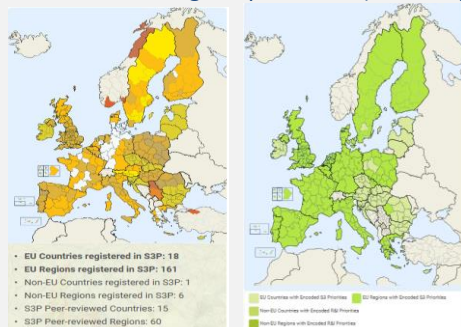 • EU Countries registered in S3P: 18
• EU Regions registered in S3P: 161
• Non-EU Countries registered in S3P: 1
• Non-EU Regions registered in S3P: 6
• S3P Peer-reviewed Countries: 15
• S3P Peer-reviewed Regions: 60
EU Countries with Encoded S3 Priorities
EU Regions with Encoded S3 Priorities
Non-EU Countries with Encoded R&I Priorities
Non-EU Regions with Encoded R&I Priorities